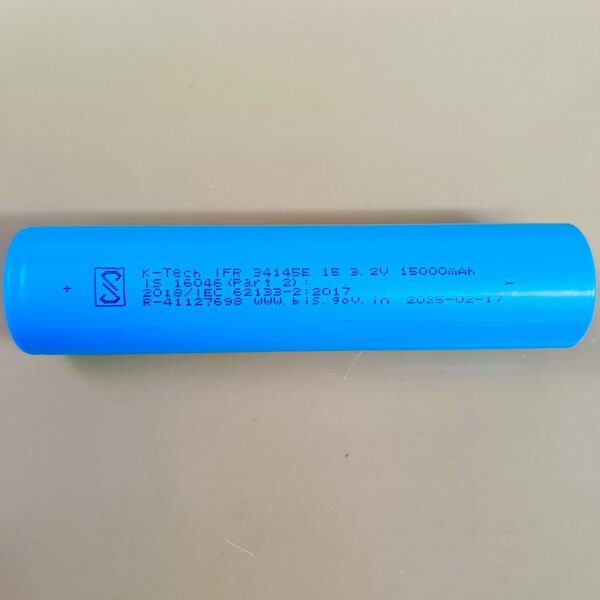 K-Tech IFR 34145E 15 3.2V 15000mAh
+ IS 16046(Part 2): -
2018/IEC 62133-2:2017
R-41127698 www.bis.gov.in 2025-02-17